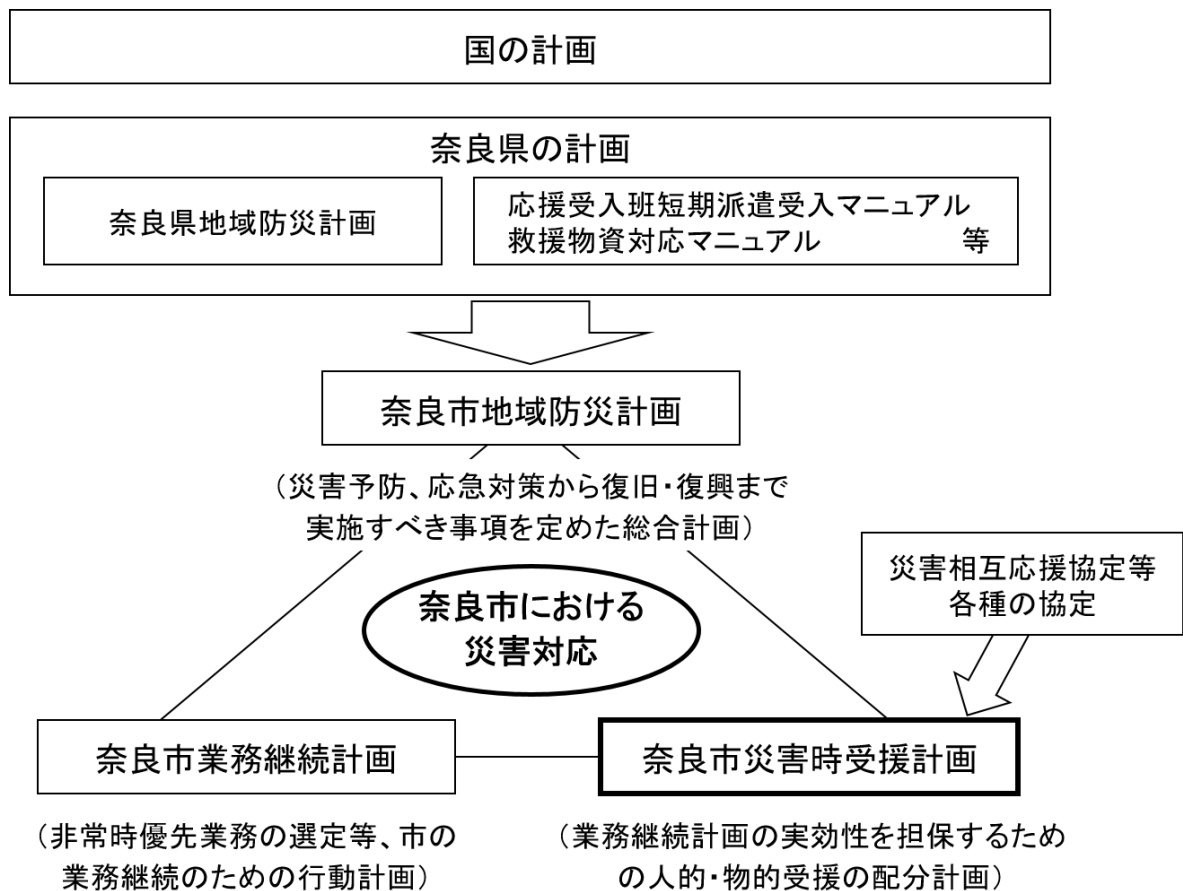 国の計画
奈良県の計画
奈良県地域防災計画
応援受入班短期派遣受入マニュアル
救援物資対応マニュアル 等
奈良市地域防災計画
（災害予防、応急対策から復旧・復興まで
実施すべき事項を定めた総合計画）
災害相互応援協定等
各種の協定
奈良市における
災害対応
奈良市業務継続計画
奈良市災害時受援計画
（非常時優先業務の選定等、市の
業務継続のための行動計画）
（業務継続計画の実効性を担保するため
の人的・物的受援の配分計画）